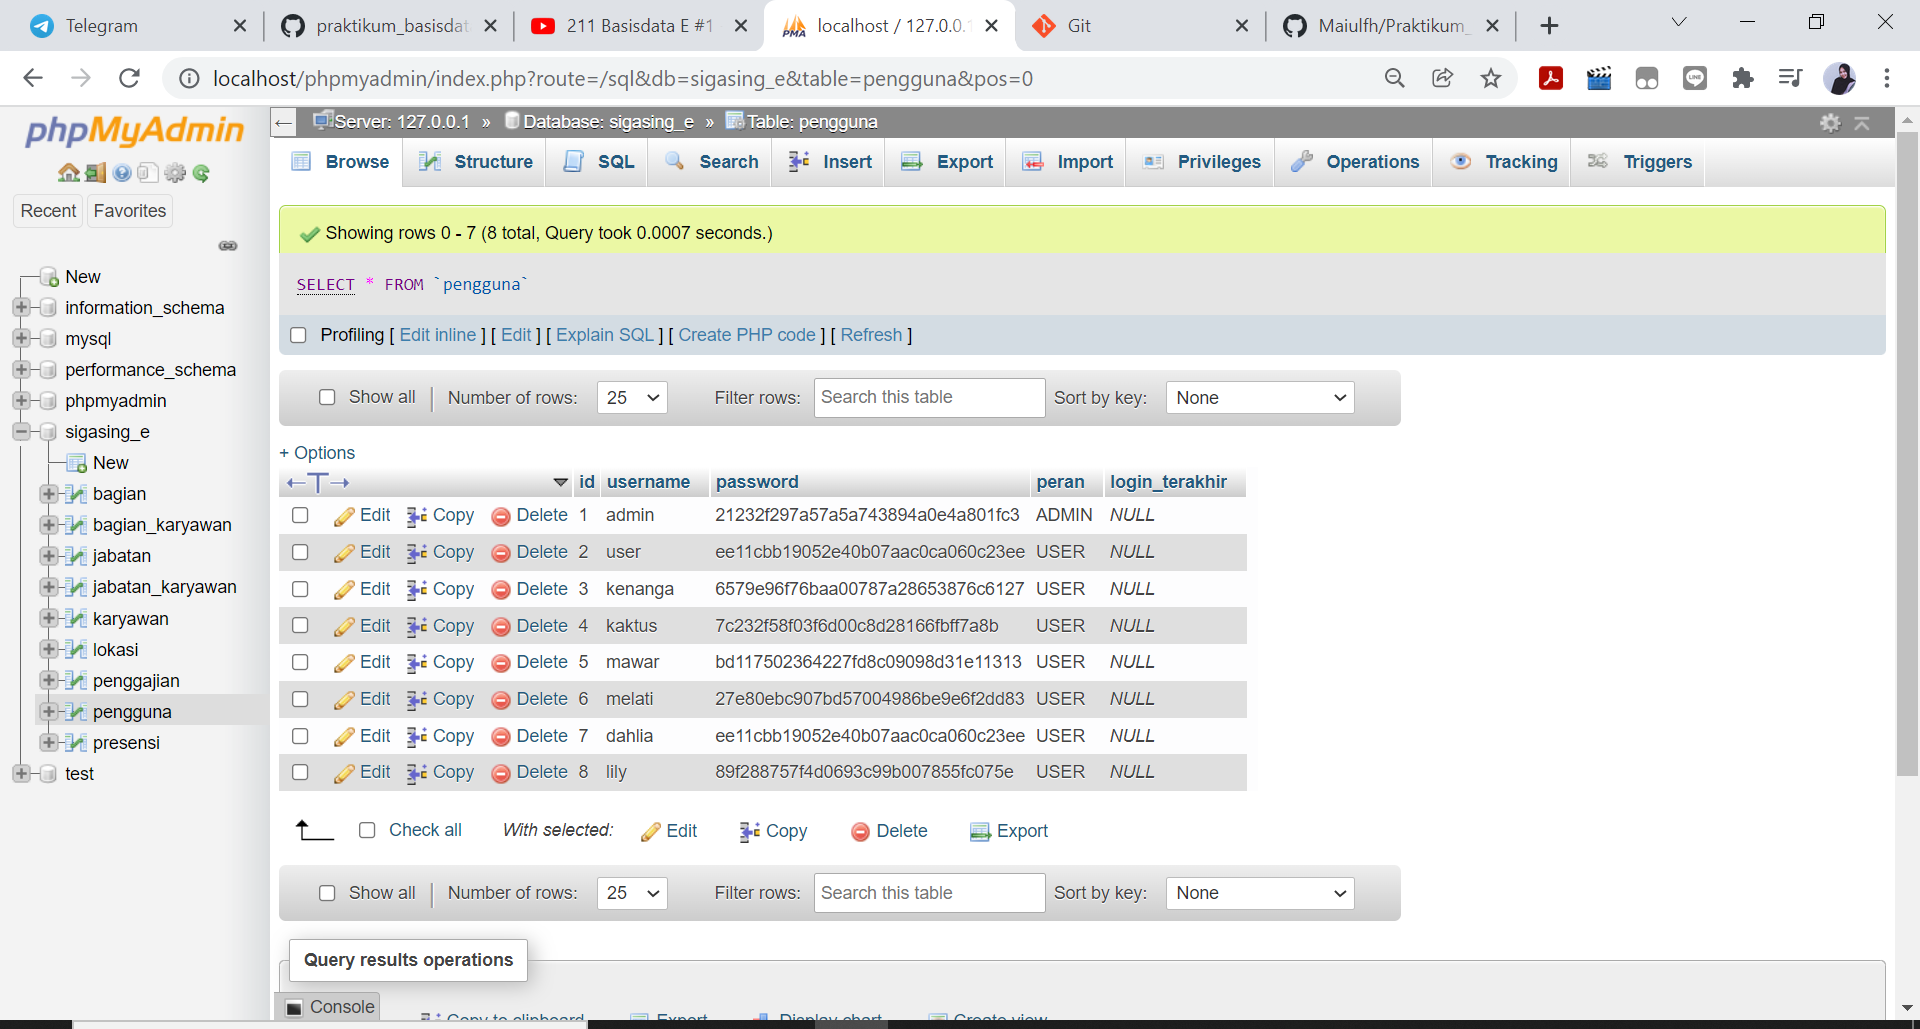 Telegram
praktikum_basisdat
211 Basisdata E #1
PMA
localhost / 127.0.0.1
Git
Maiulfh/Praktikum_
localhost/phpmyadmin/index.php?route=/sql&db=sigasing_e&table=pengguna&pos=0
LINE
phpMyAdmin
Recent
Favorites
New
information_schema
mysql
performance_schema
phpmyadmin
sigasing_e
New
bagian
bagian_karyawan
jabatan
jabatan_karyawan
karyawan
lokasi
penggajian
pengguna
presensi
test
Server: 127.0.0.1 » Database: sigasing_e » Table: pengguna
Browse Structure SQL Search Insert Export Import Privileges Operations Tracking Triggers
Showing rows 0 - 7 (8 total, Query took 0.0007 seconds.)
SELECT * FROM `pengguna`
Profiling [ Edit inline ] [ Edit ] [ Explain SQL ] [ Create PHP code ] [ Refresh ]
Show all Number of rows: 25 Filter rows: Search this table Sort by key: None
+ Options
←T→ id username password peran login_terakhir
Edit Copy Delete 1 admin 21232f297a57a5a743894a0e4a801fc3 ADMIN NULL
Edit Copy Delete 2 user ee11cbb19052e40b07aac0ca060c23ee USER NULL
Edit Copy Delete 3 kenanga 6579e96f76baa00787a28653876c6127 USER NULL
Edit Copy Delete 4 kaktus 7c232f58f03f6d00c8d28166fbff7a8b USER NULL
Edit Copy Delete 5 mawar bd117502364227fd8c09098d31e11313 USER NULL
Edit Copy Delete 6 melati 27e80ebc907bd57004986be9e6f2dd83 USER NULL
Edit Copy Delete 7 dahlia ee11cbb19052e40b07aac0ca060c23ee USER NULL
Edit Copy Delete 8 lily 89f288757f4d0693c99b007855fc075e USER NULL
Check all With selected: Edit Copy Delete Export
Show all Number of rows: 25 Filter rows: Search this table Sort by key: None
Query results operations
Console
Copy to clipboard Export Display chart Create view